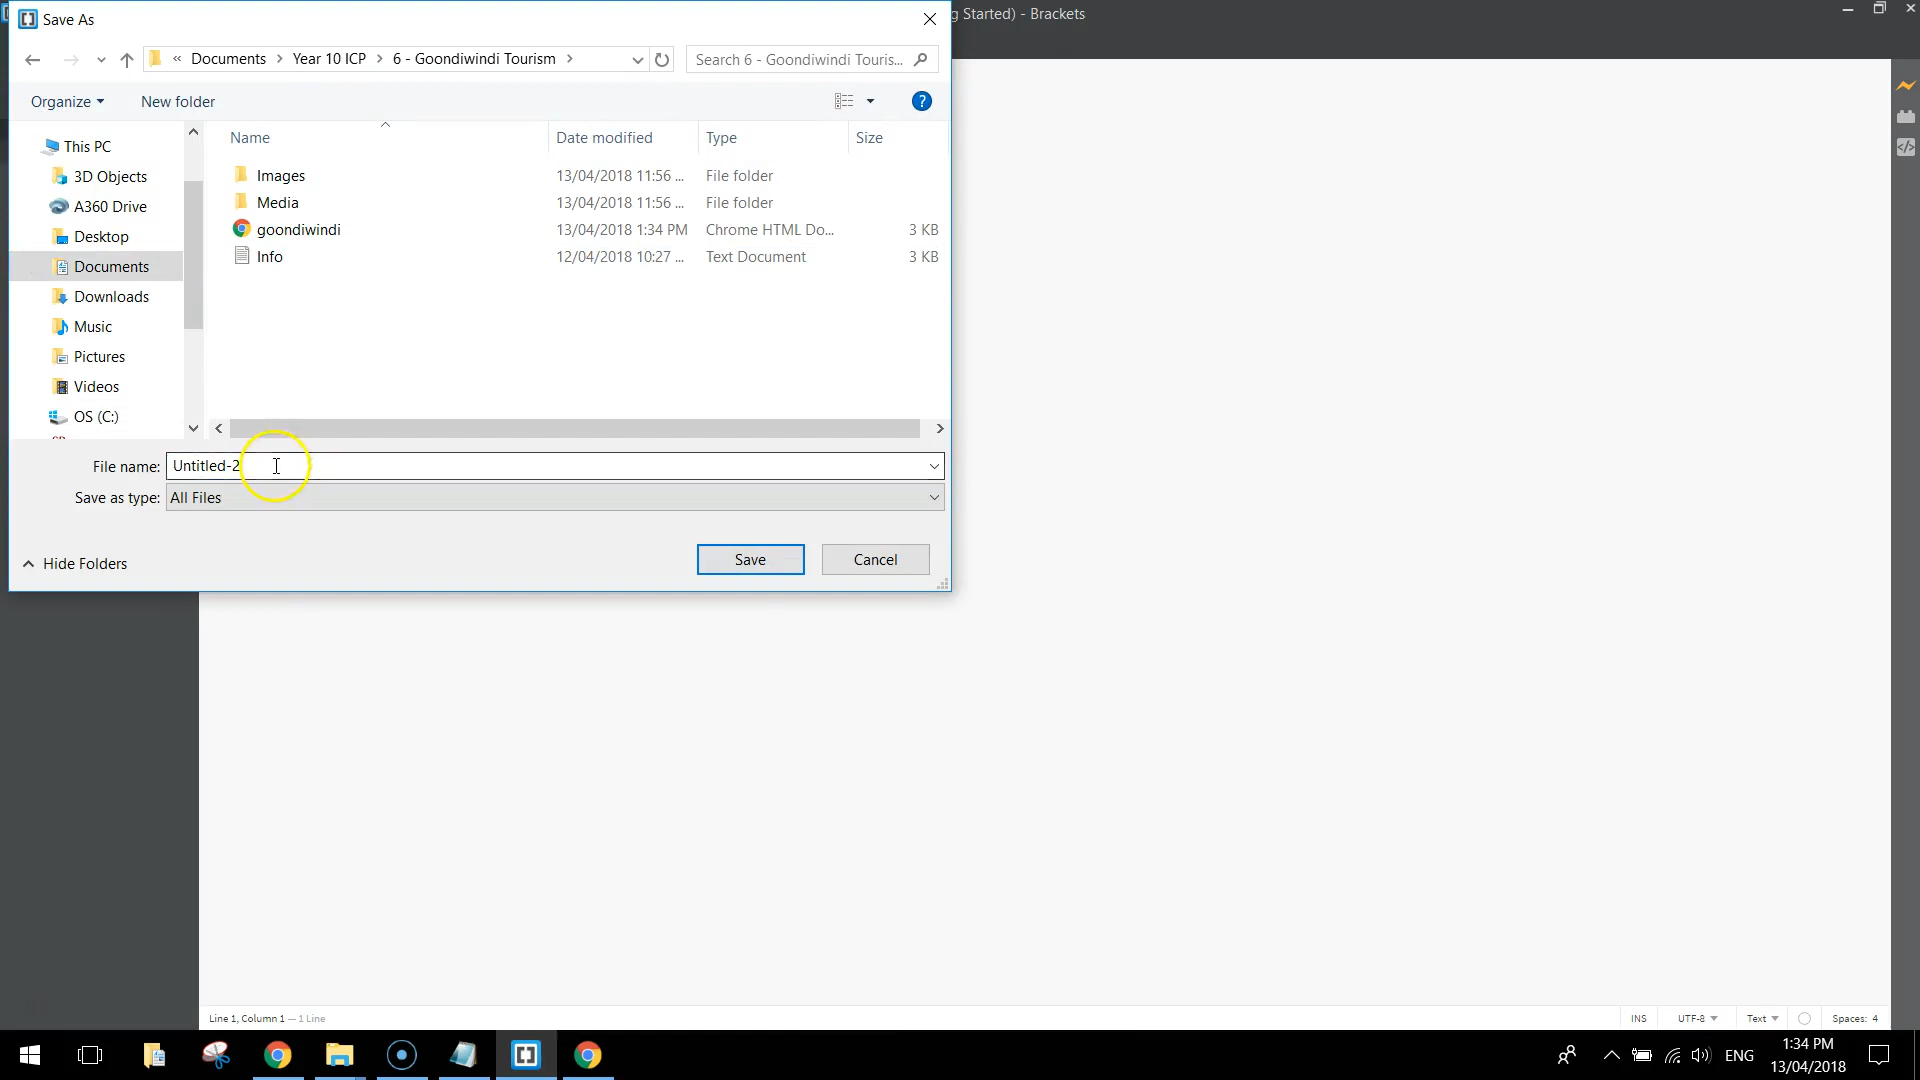 Save As
g Started) - Brackets
« Documents > Year 10 ICP > 6 - Goondiwindi Tourism >
Search 6 - Goondiwindi Touris...
Organize
New folder
?
Name
Date modified
Type
Size
This PC
3D Objects
A360 Drive
Desktop
Documents
Downloads
Music
Pictures
Videos
OS (C:)
Images 13/04/2018 11:56 ... File folder
Media 13/04/2018 11:56 ... File folder
goondiwindi 13/04/2018 1:34 PM Chrome HTML Do... 3 KB
Info 12/04/2018 10:27 ... Text Document 3 KB
File name: Untitled-2
Save as type: All Files
Hide Folders
Save
Cancel
Line 1, Column 1 — 1 Line
INS
UTF-8
Text
Spaces: 4
ENG
1:34 PM
13/04/2018